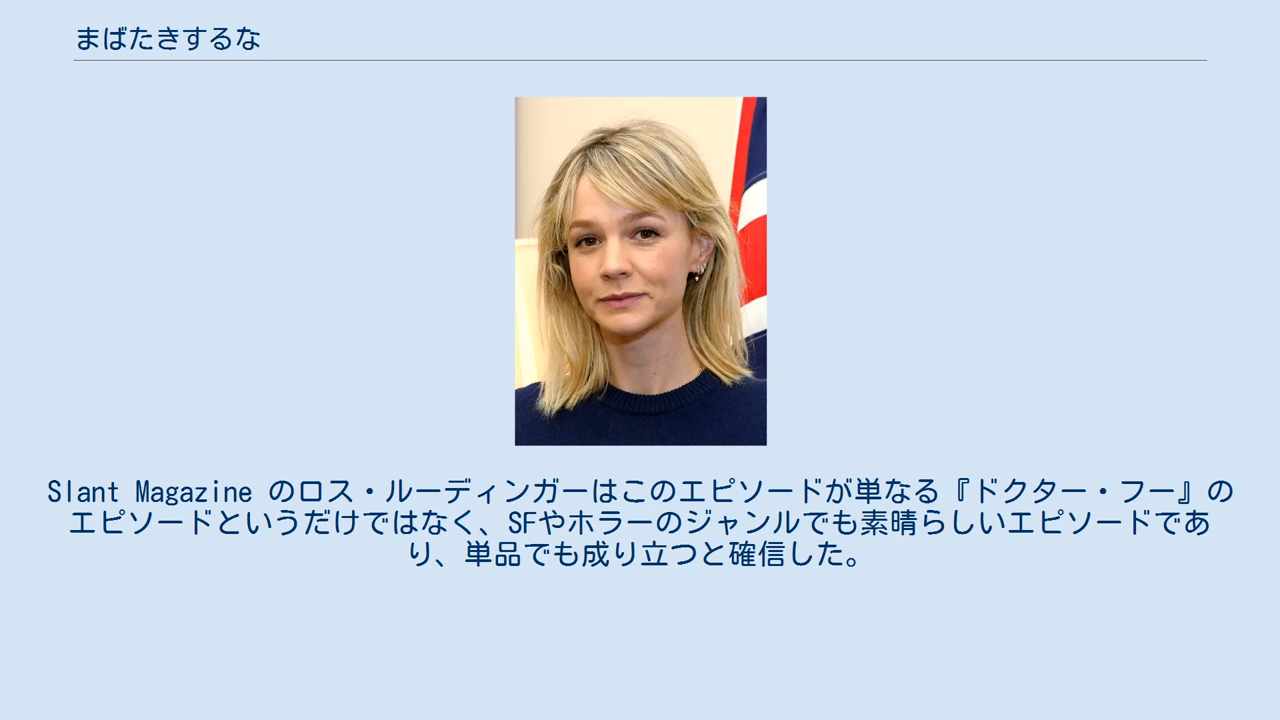 まばたきするな
Slant Magazine のロス・ルーディンガーはこのエピソードが単なる『ドクター・フー』の
エピソードというだけではなく、SFやホラーのジャンルでも素晴らしいエピソードであ
り、単品でも成り立つと確信した。